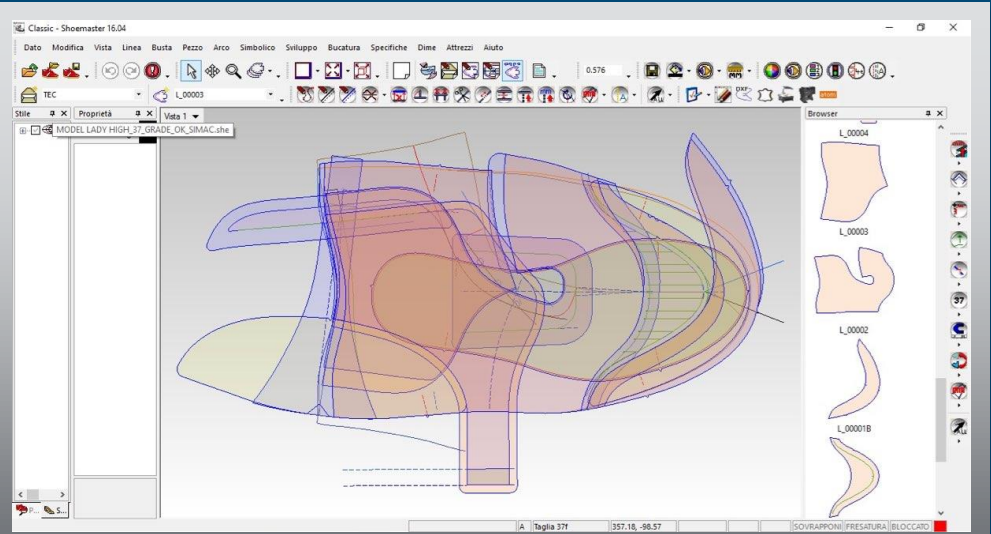 Classic - Shoemaster 16.04
Dato Modifica Vista Linea Busta Pezzo Arco Simbolico Sviluppo Bucatura Specifiche Dime Attrezzi Aiuto
0.576
TEC L_00003
Stile Proprietà Vista 1 Browser
MODEL LADY HIGH_37_GRADE_OK_SIMAC.she
L_00004
L_00003
L_00002
L_00001B
37
P... S...
A Taglia 37f 357.18, -98.57 SOVRAPPONI FRESATURA BLOCCATO